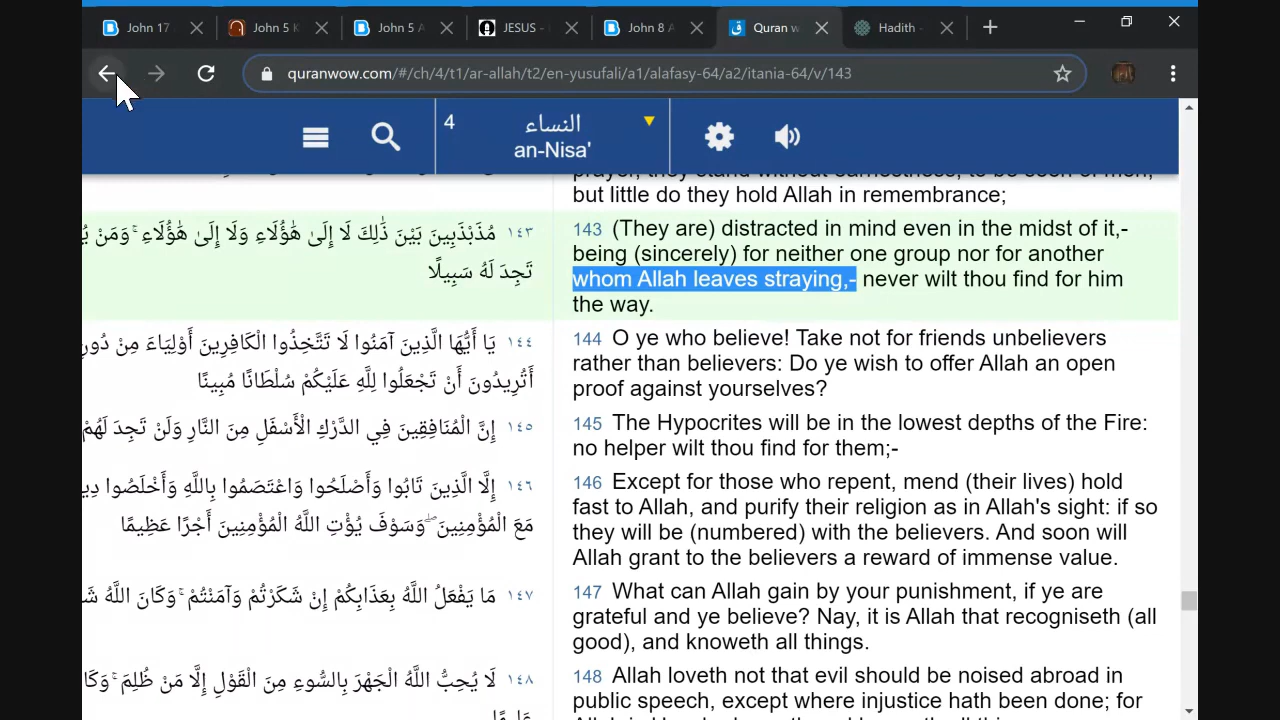 John 17
John 5 K
John 5 A
JESUS -
John 8 A
Quran w
Hadith -
quranwow.com/#/ch/4/t1/ar-allah/t2/en-yusufali/a1/alafasy-64/a2/itania-64/v/143
4
النساء
an-Nisa'
but little do they hold Allah in remembrance;
١٤٣ مُذَبْذَبِينَ بَيْنَ ذَٰلِكَ لَا إِلَىٰ هَٰؤُلَاءِ وَلَا إِلَىٰ هَٰؤُلَاءِ ۚ وَمَنْ
تَجِدَ لَهُ سَبِيلًا
143 (They are) distracted in mind even in the midst of it,-
being (sincerely) for neither one group nor for another
whom Allah leaves straying,- never wilt thou find for him
the way.
١٤٤ يَا أَيُّهَا الَّذِينَ آمَنُوا لَا تَتَّخِذُوا الْكَافِرِينَ أَوْلِيَاءَ مِنْ دُونِ
أَتُرِيدُونَ أَنْ تَجْعَلُوا لِلَّهِ عَلَيْكُمْ سُلْطَانًا مُبِينًا
144 O ye who believe! Take not for friends unbelievers
rather than believers: Do ye wish to offer Allah an open
proof against yourselves?
١٤٥ إِنَّ الْمُنَافِقِينَ فِي الدَّرْكِ الْأَسْفَلِ مِنَ النَّارِ وَلَنْ تَجِدَ لَهُمْ
145 The Hypocrites will be in the lowest depths of the Fire:
no helper wilt thou find for them;-
١٤٦ إِلَّا الَّذِينَ تَابُوا وَأَصْلَحُوا وَاعْتَصَمُوا بِاللَّهِ وَأَخْلَصُوا
مَعَ الْمُؤْمِنِينَ ۖ وَسَوْفَ يُؤْتِ اللَّهُ الْمُؤْمِنِينَ أَجْرًا عَظِيمًا
146 Except for those who repent, mend (their lives) hold
fast to Allah, and purify their religion as in Allah's sight: if so
they will be (numbered) with the believers. And soon will
Allah grant to the believers a reward of immense value.
١٤٧ مَا يَفْعَلُ اللَّهُ بِعَذَابِكُمْ إِنْ شَكَرْتُمْ وَآمَنْتُمْ ۚ وَكَانَ اللَّهُ
147 What can Allah gain by your punishment, if ye are
grateful and ye believe? Nay, it is Allah that recogniseth (all
good), and knoweth all things.
١٤٨ لَا يُحِبُّ اللَّهُ الْجَهْرَ بِالسُّوءِ مِنَ الْقَوْلِ إِلَّا مَنْ ظُلِمَ ۚ
148 Allah loveth not that evil should be noised abroad in
public speech, except where injustice hath been done; for